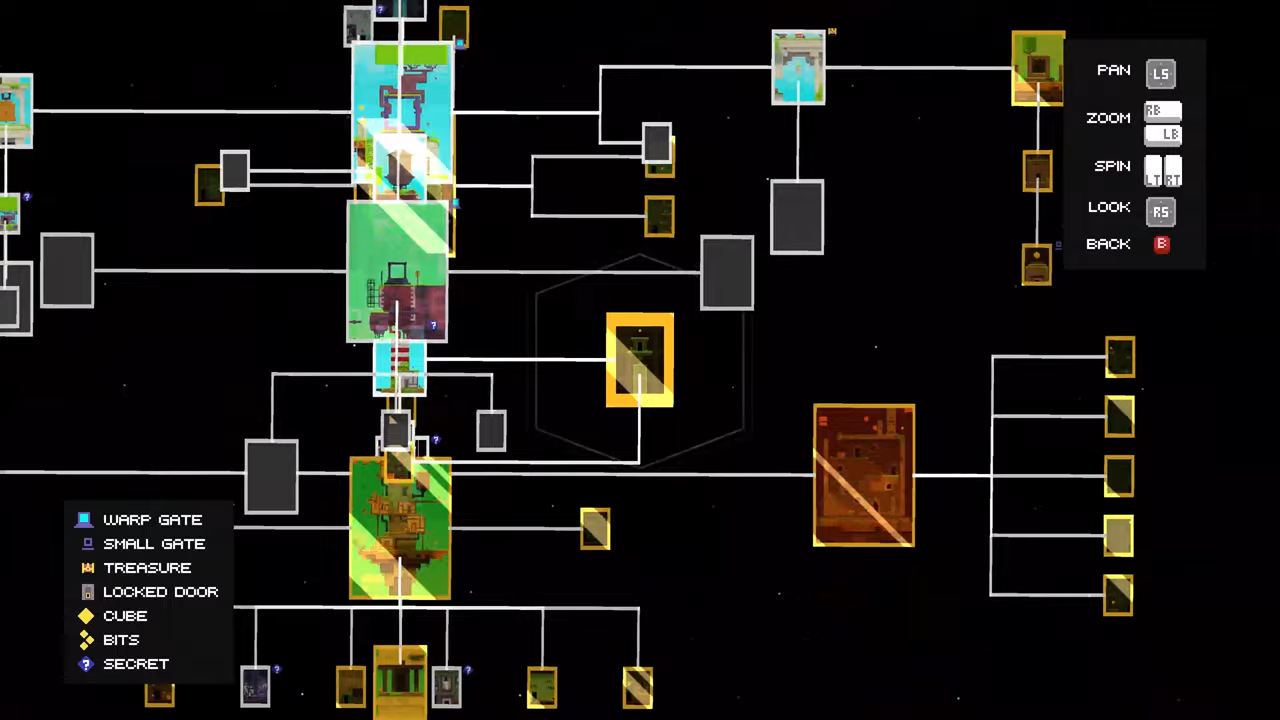 PAN LS
ZOOM RB
LB
SPIN LT RT
LOOK RS
BACK B
WARP GATE
SMALL GATE
TREASURE
LOCKED DOOR
CUBE
BITS
? SECRET